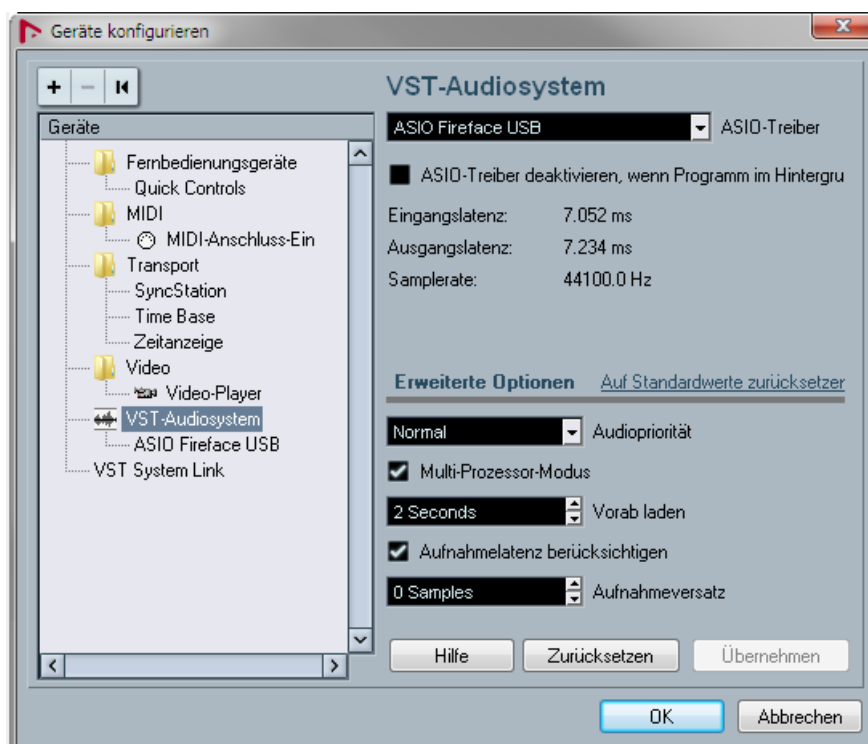 Geräte konfigurieren
Geräte
Fernbedienungsgeräte
Quick Controls
MIDI
MIDI-Anschluss-Ein
Transport
SyncStation
Time Base
Zeitanzeige
Video
Video-Player
VST-Audiosystem
ASIO Fireface USB
VST System Link
VST-Audiosystem
ASIO Fireface USB ASIO-Treiber
ASIO-Treiber deaktivieren, wenn Programm im Hintergru
Eingangslatenz: 7.052 ms
Ausgangslatenz: 7.234 ms
Samplerate: 44100.0 Hz
Erweiterte Optionen Auf Standardwerte zurücksetzer
Normal Audiopriorität
Multi-Prozessor-Modus
2 Seconds Vorab laden
Aufnahmelatenz berücksichtigen
0 Samples Aufnahmeversatz
Hilfe Zurücksetzen Übernehmen
OK Abbrechen